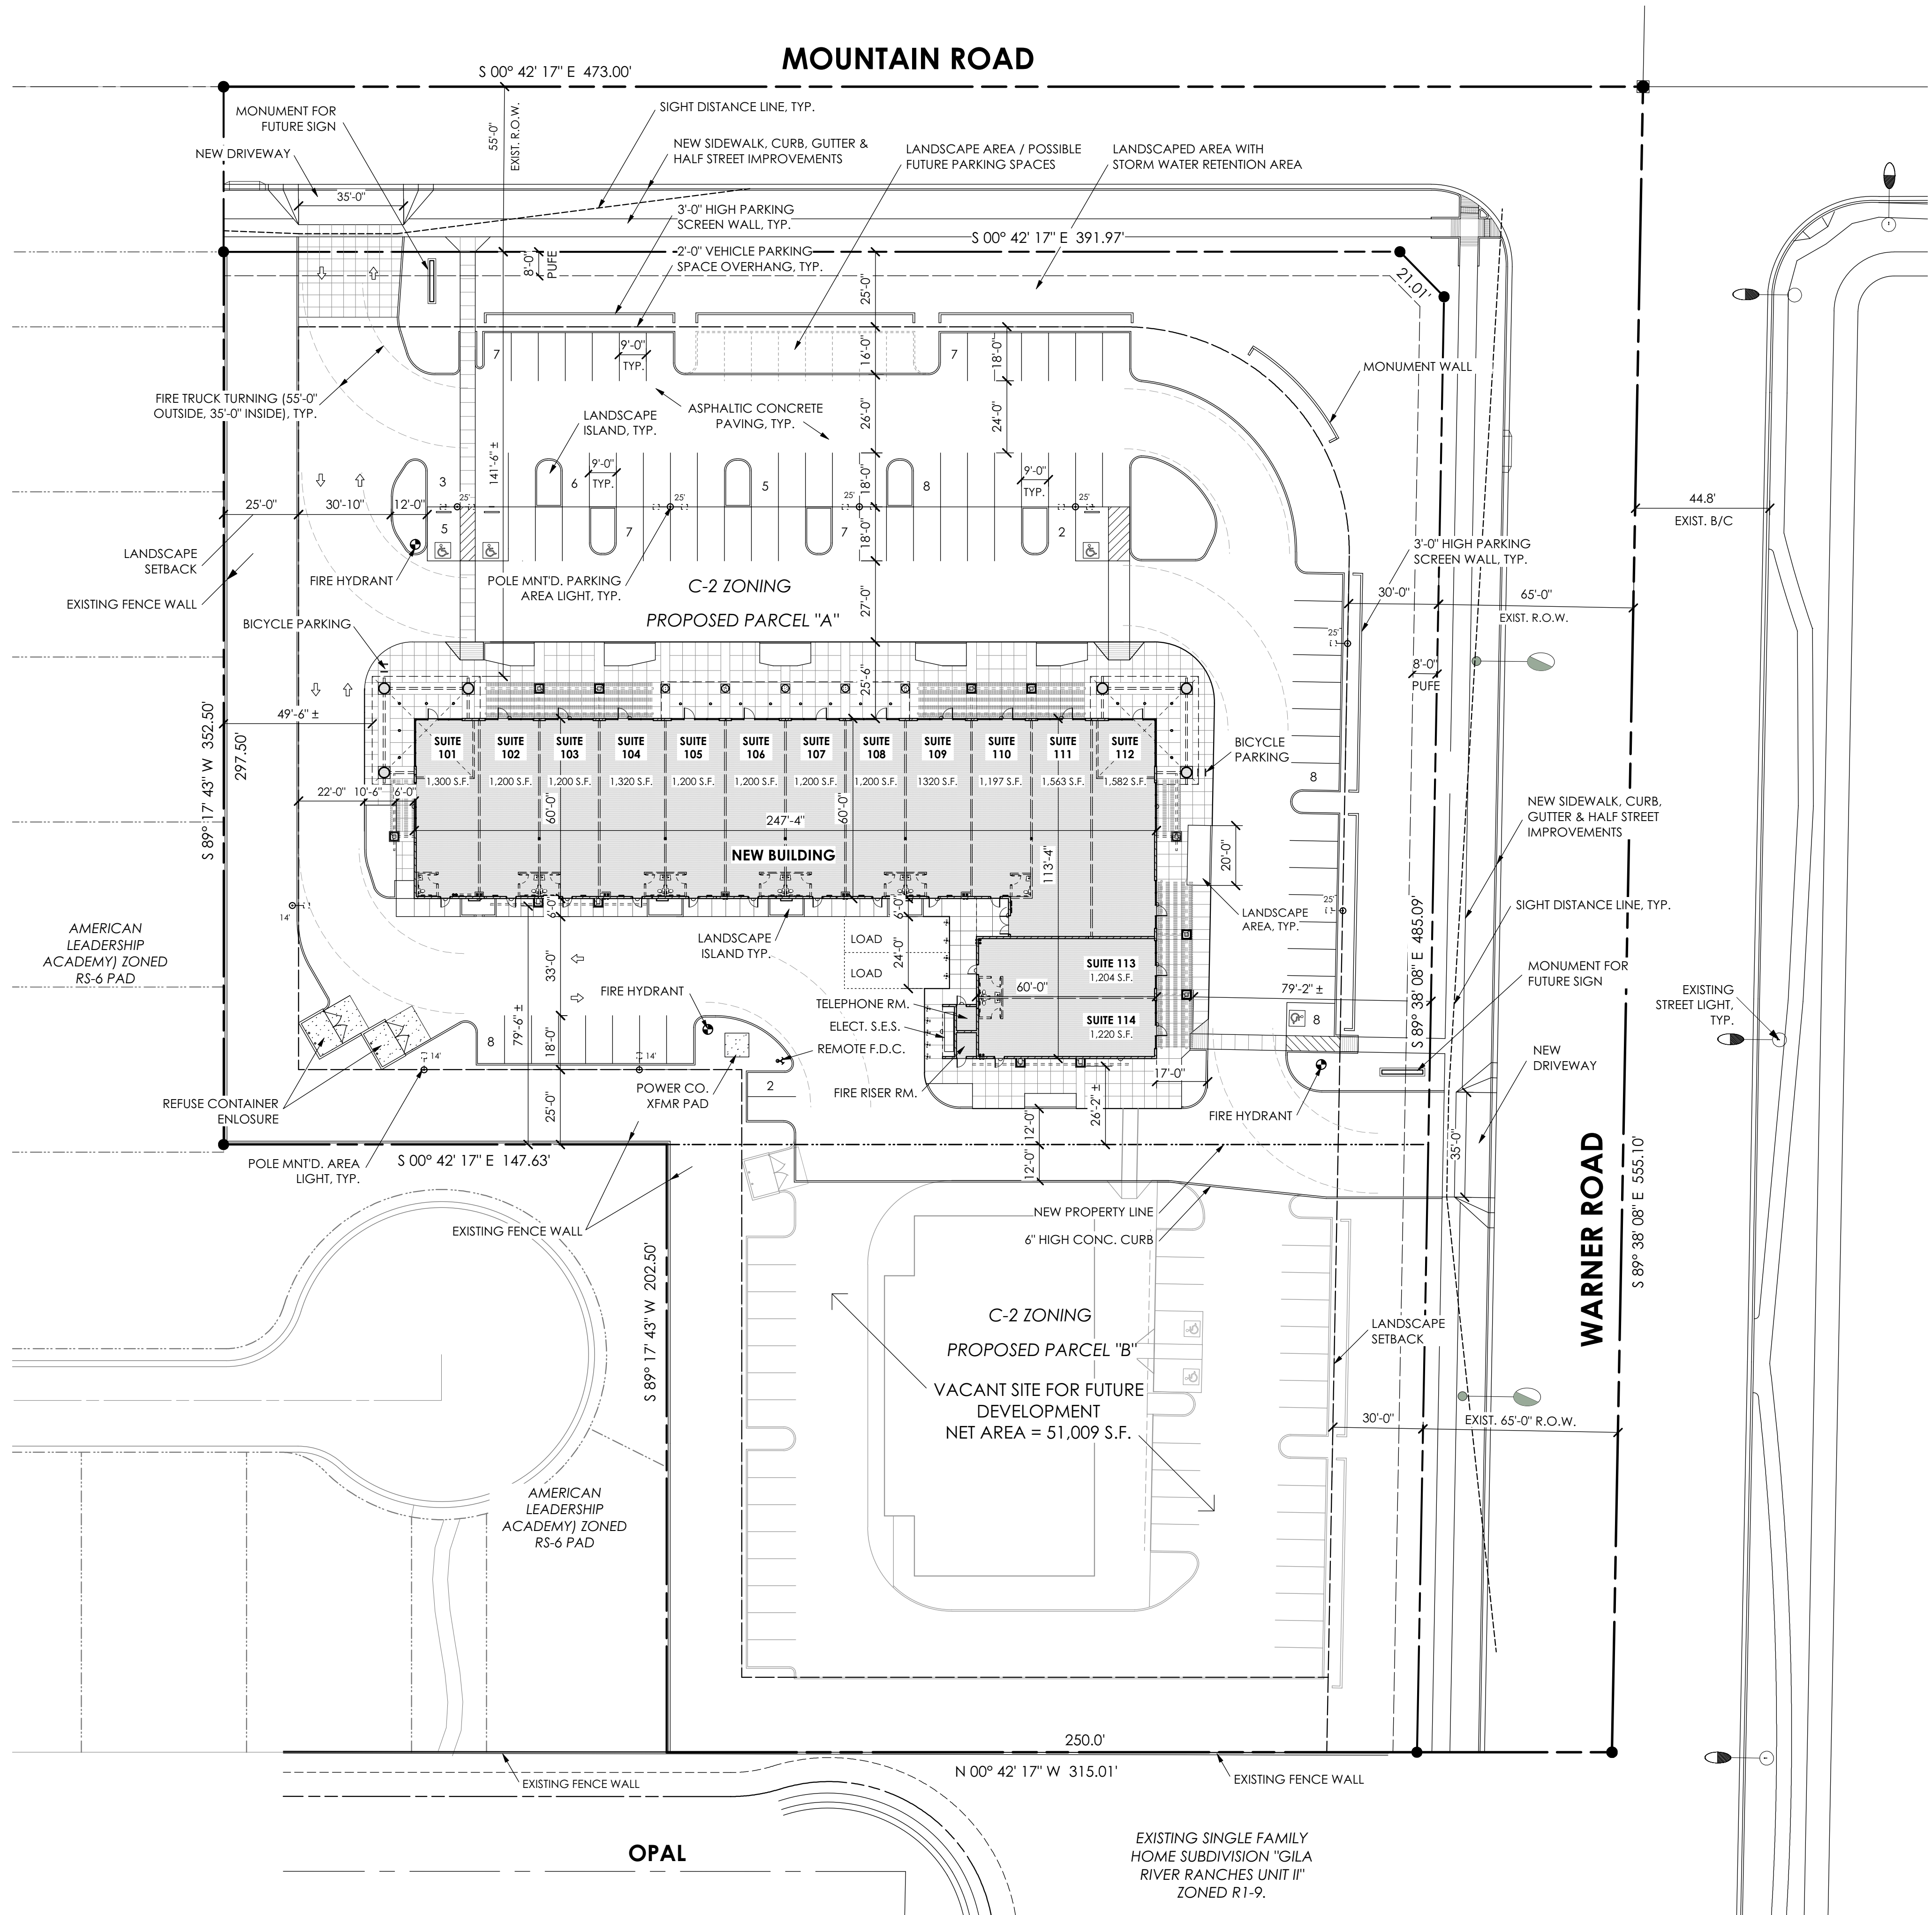 MOUNTAIN ROAD
S 00° 42' 17" E 473.00'
55'-0"
EXIST. R.O.W.
MONUMENT FOR
FUTURE SIGN
NEW DRIVEWAY
35'-0"
SIGHT DISTANCE LINE, TYP.
NEW SIDEWALK, CURB, GUTTER &
HALF STREET IMPROVEMENTS
LANDSCAPE AREA / POSSIBLE
FUTURE PARKING SPACES
LANDSCAPED AREA WITH
STORM WATER RETENTION AREA
3'-0" HIGH PARKING
SCREEN WALL, TYP.
2'-0" VEHICLE PARKING
SPACE OVERHANG, TYP.
S 00° 42' 17" E 391.97'
21.01'
8'-0"
PUFE
25'-0"
16'-0"
18'-0"
7
9'-0"
TYP.
7
MONUMENT WALL
FIRE TRUCK TURNING (55'-0"
OUTSIDE, 35'-0" INSIDE), TYP.
LANDSCAPE
ISLAND, TYP.
ASPHALTIC CONCRETE
PAVING, TYP.
26'-0"
24'-0"
141'-6" ±
3
6
9'-0"
TYP.
5
8
9'-0"
TYP.
18'-0"
25'
25'
25'
25'
25'-0"
30'-10"
12'-0"
5
7
7
2
18'-0"
44.8'
EXIST. B/C
LANDSCAPE
SETBACK
FIRE HYDRANT
POLE MNT'D. PARKING
AREA LIGHT, TYP.
C-2 ZONING
PROPOSED PARCEL "A"
27'-0"
3'-0" HIGH PARKING
SCREEN WALL, TYP.
30'-0"
65'-0"
EXIST. R.O.W.
EXISTING FENCE WALL
BICYCLE PARKING
25'
8'-0"
PUFE
25'-6"
49'-6" ±
S 89° 17' 43" W 352.50'
297.50'
SUITE
101
SUITE
102
SUITE
103
SUITE
104
SUITE
105
SUITE
106
SUITE
107
SUITE
108
SUITE
109
SUITE
110
SUITE
111
SUITE
112
1,300 S.F.
1,200 S.F.
1,200 S.F.
1,320 S.F.
1,200 S.F.
1,200 S.F.
1,200 S.F.
1,200 S.F.
1320 S.F.
1,197 S.F.
1,563 S.F.
1,582 S.F.
BICYCLE
PARKING
8
22'-0"
10'-6"
6'-0"
60'-0"
60'-0"
247'-4"
NEW BUILDING
113'-4"
20'-0"
NEW SIDEWALK, CURB,
GUTTER & HALF STREET
IMPROVEMENTS
14'
6'-0"
6'-0"
25'
LANDSCAPE
AREA, TYP.
SIGHT DISTANCE LINE, TYP.
AMERICAN
LEADERSHIP
ACADEMY) ZONED
RS-6 PAD
LANDSCAPE
ISLAND TYP.
LOAD
LOAD
24'-0"
33'-0"
SUITE 113
1,204 S.F.
60'-0"
SUITE 114
1,220 S.F.
79'-2" ±
S 89° 38' 08" E 485.09'
MONUMENT FOR
FUTURE SIGN
EXISTING
STREET LIGHT,
TYP.
FIRE HYDRANT
TELEPHONE RM.
ELECT. S.E.S.
REMOTE F.D.C.
FIRE RISER RM.
8
79'-6" ±
18'-0"
14'
14'
8
NEW
DRIVEWAY
REFUSE CONTAINER
ENLOSURE
POWER CO.
XFMR PAD
2
25'-0"
17'-0"
26'-2" ±
12'-0"
12'-0"
FIRE HYDRANT
35'-0"
POLE MNT'D. AREA
LIGHT, TYP.
S 00° 42' 17" E 147.63'
WARNER ROAD
S 89° 38' 08" E 555.10'
EXISTING FENCE WALL
NEW PROPERTY LINE
6" HIGH CONC. CURB
S 89° 17' 43" W 202.50'
C-2 ZONING
PROPOSED PARCEL "B"
VACANT SITE FOR FUTURE
DEVELOPMENT
NET AREA = 51,009 S.F.
LANDSCAPE
SETBACK
30'-0"
EXIST. 65'-0" R.O.W.
AMERICAN
LEADERSHIP
ACADEMY) ZONED
RS-6 PAD
250.0'
N 00° 42' 17" W 315.01'
EXISTING FENCE WALL
EXISTING FENCE WALL
OPAL
EXISTING SINGLE FAMILY
HOME SUBDIVISION "GILA
RIVER RANCHES UNIT II"
ZONED R1-9.